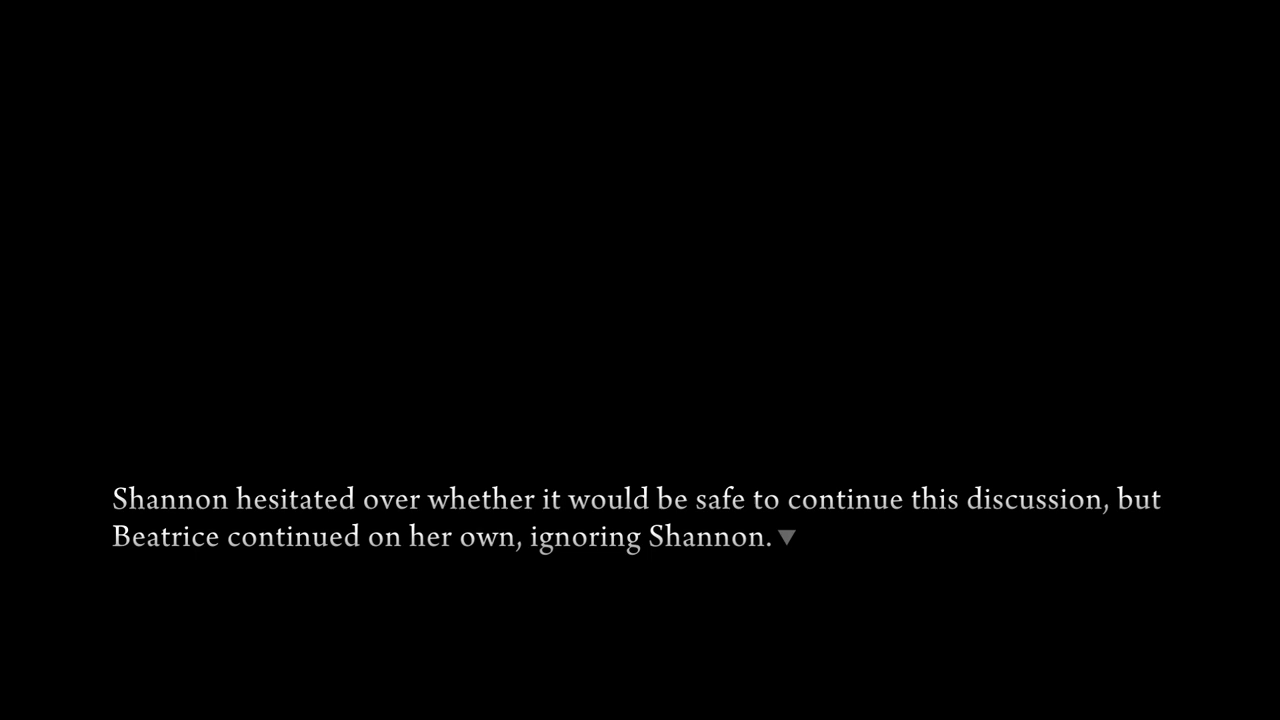 Shannon hesitated over whether it would be safe to continue this discussion, but
Beatrice continued on her own, ignoring Shannon.